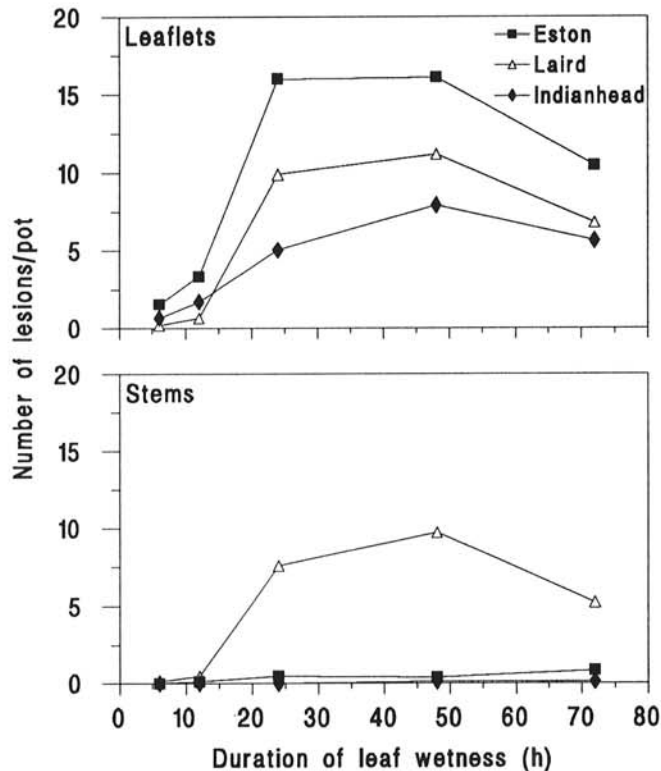 20
Leaflets
Eston
Laird
Indianhead
15
10
5
0
20
Stems
15
10
5
0
0 10 20 30 40 50 60 70 80
Number of lesions/pot
Duration of leaf wetness (h)